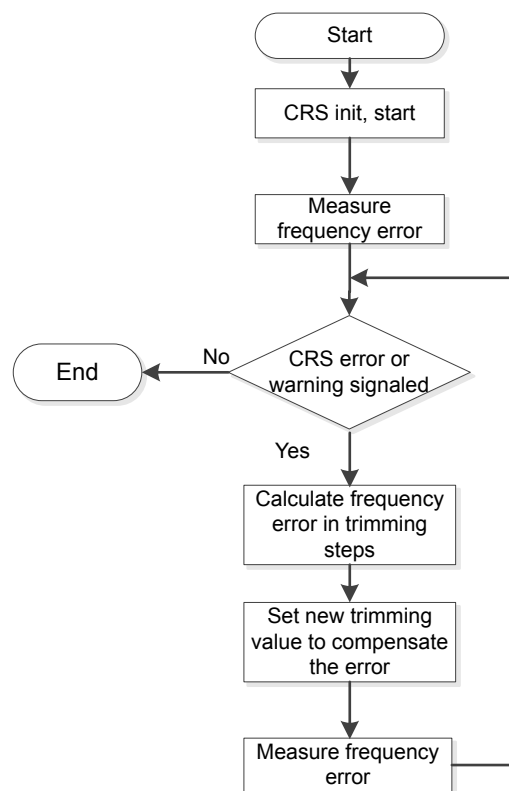 Start
CRS init, start
Measure
frequency error
CRS error or
warning signaled
No
End
Yes
Calculate frequency
error in trimming
steps
Set new trimming
value to compensate
the error
Measure frequency
error